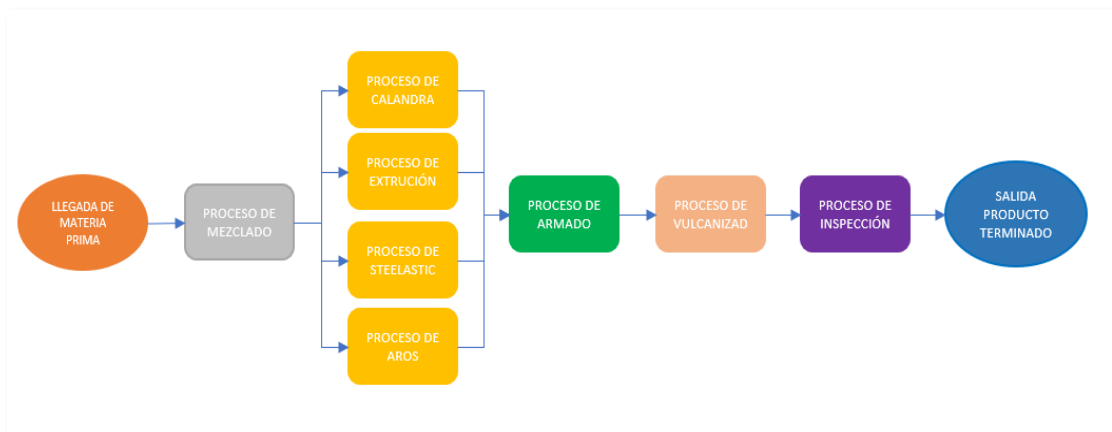 LLEGADA DE
MATERIA
PRIMA
PROCESO DE
MEZCLADO
PROCESO DE
CALANDRA
PROCESO DE
EXTRUCIÓN
PROCESO DE
STEELASTIC
PROCESO DE
AROS
PROCESO DE
ARMADO
PROCESO DE
VULCANIZAD
PROCESO DE
INSPECCIÓN
SALIDA
PRODUCTO
TERMINADO